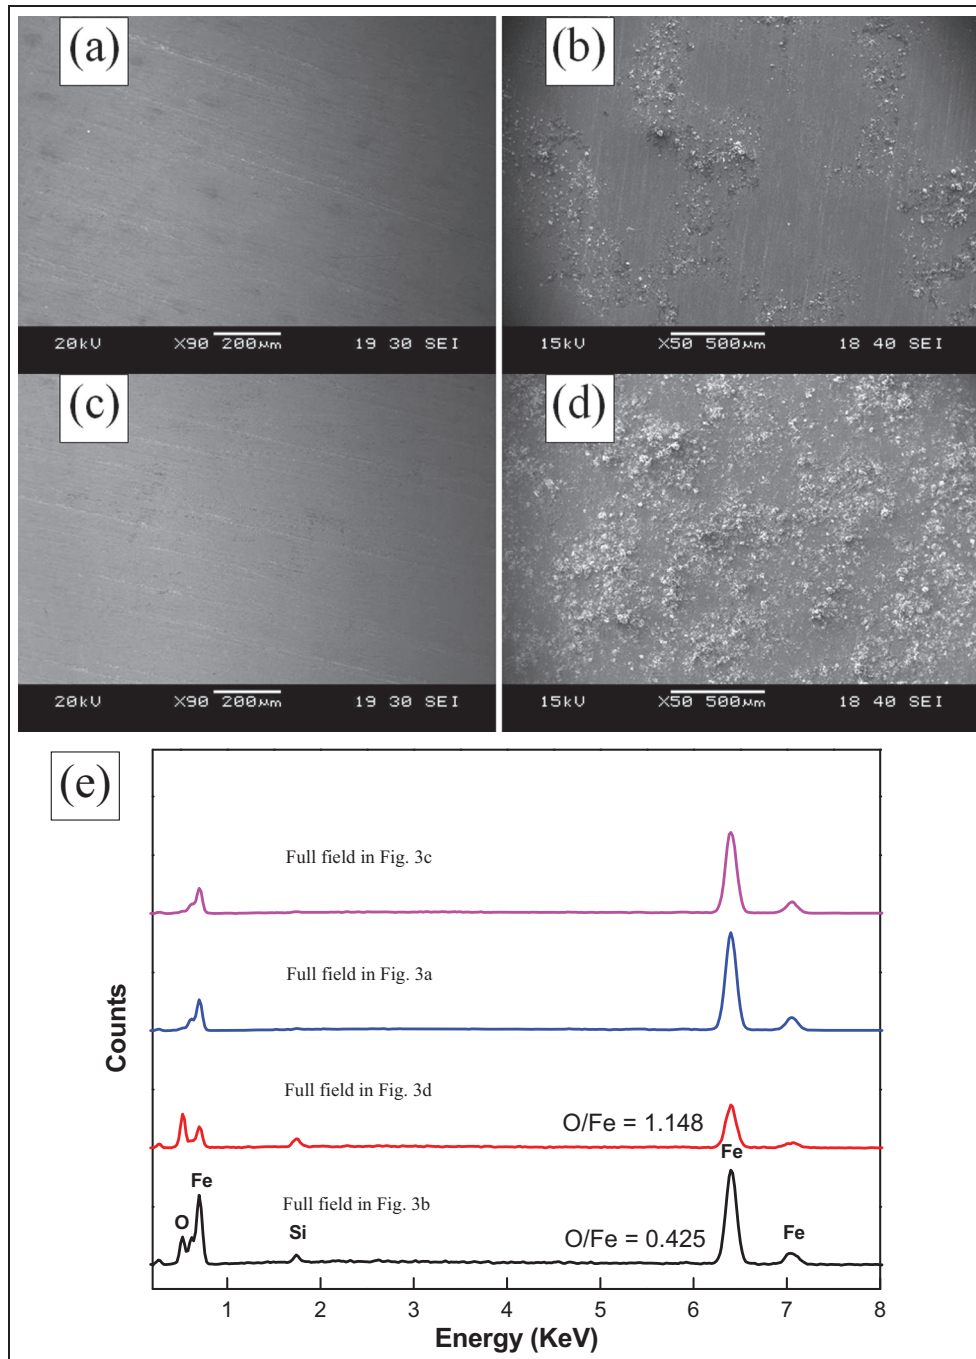 (a)
(b)
20kV X90 200µm 19 30 SEI
15kV X50 500µm 18 40 SEI
(c)
(d)
20kV X90 200µm 19 30 SEI
15kV X50 500µm 18 40 SEI
(e)
Full field in Fig. 3c
Full field in Fig. 3a
Full field in Fig. 3d
O/Fe = 1.148
Fe
Fe
Full field in Fig. 3b
O
Si
O/Fe = 0.425
Fe
Counts
1 2 3 4 5 6 7 8
Energy (KeV)